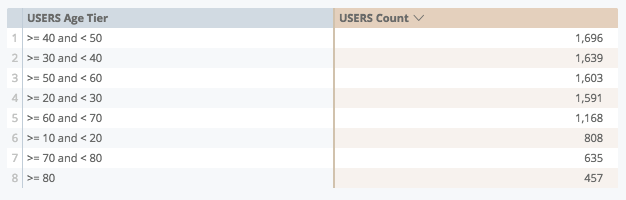 USERS Age Tier USERS Count
1 >= 40 and < 50 1,696
2 >= 30 and < 40 1,639
3 >= 50 and < 60 1,603
4 >= 20 and < 30 1,591
5 >= 60 and < 70 1,168
6 >= 10 and < 20 808
7 >= 70 and < 80 635
8 >= 80 457